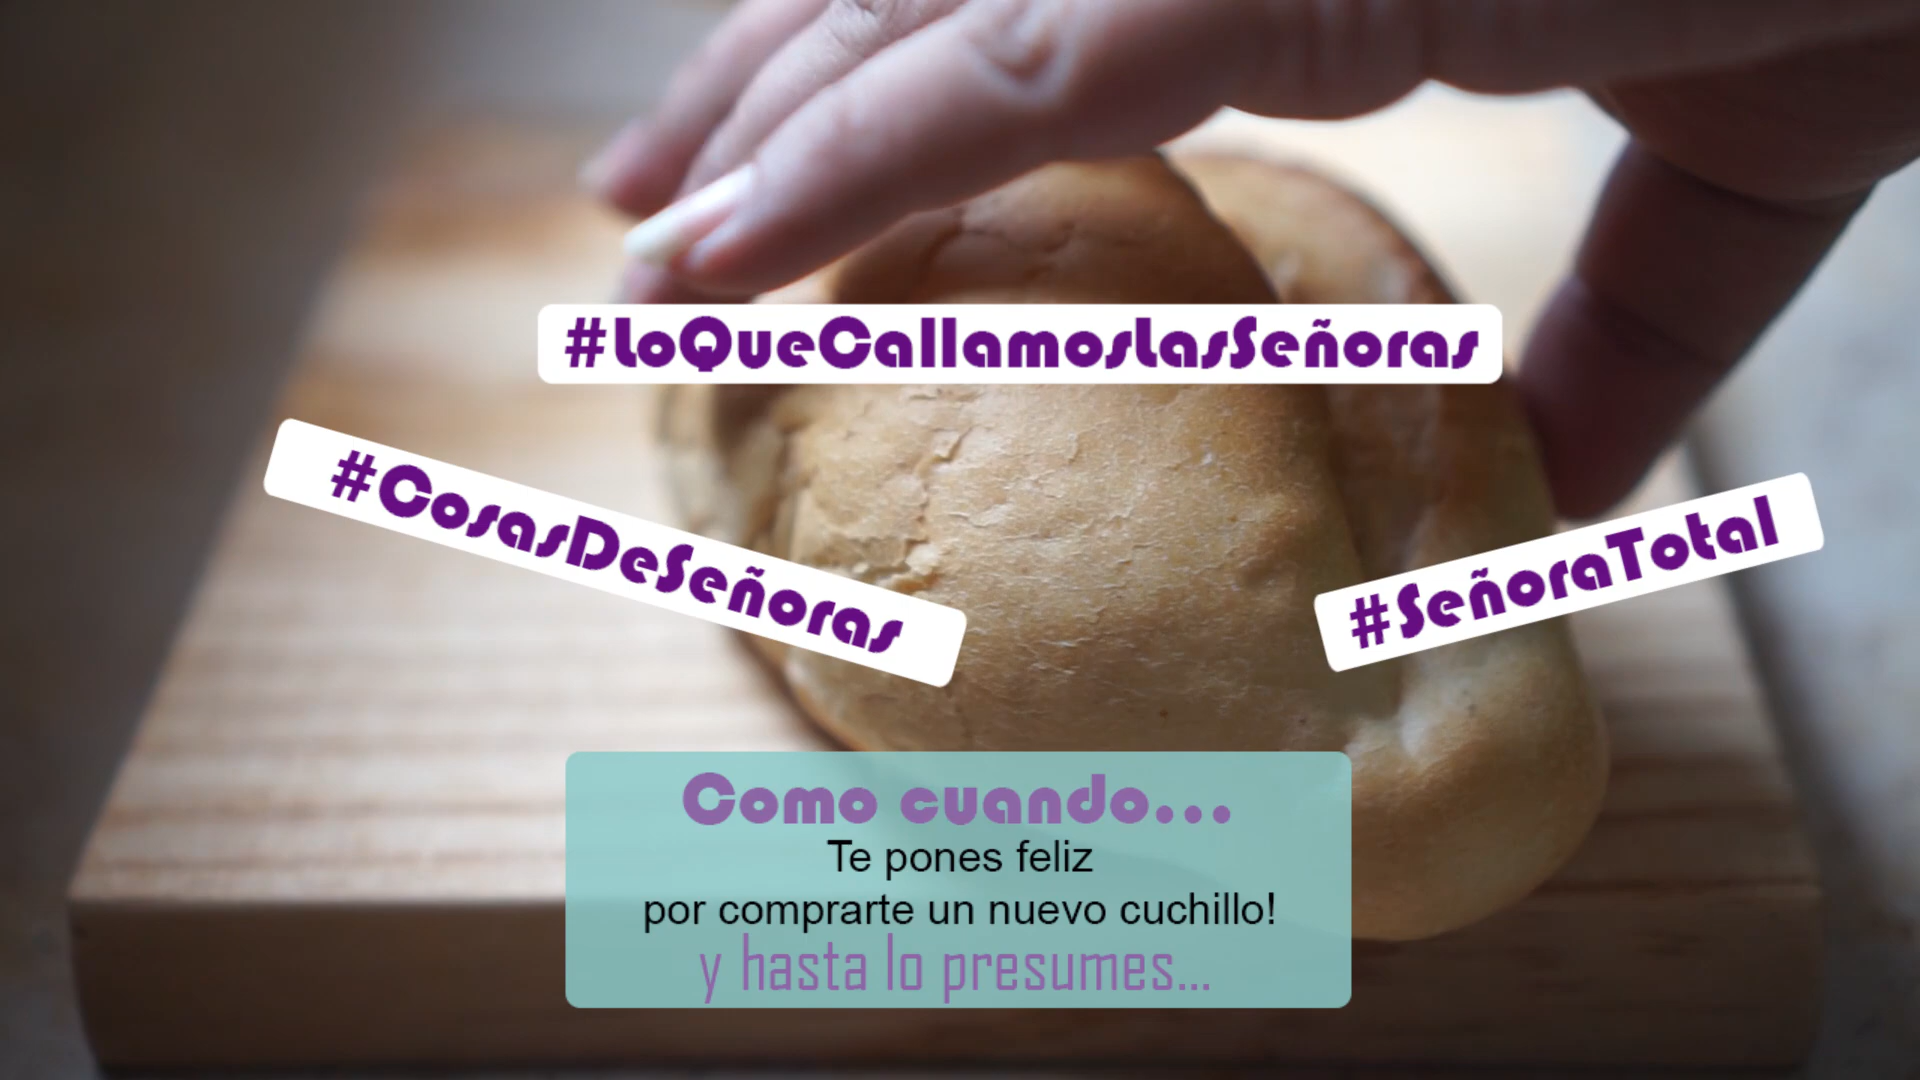 #LoQueCallamosLasSeñoras
#CosasDeSeñoras
#SeñoraTotal
Como cuando...
Te pones feliz
por comprarte un nuevo cuchillo!
y hasta lo presumes...